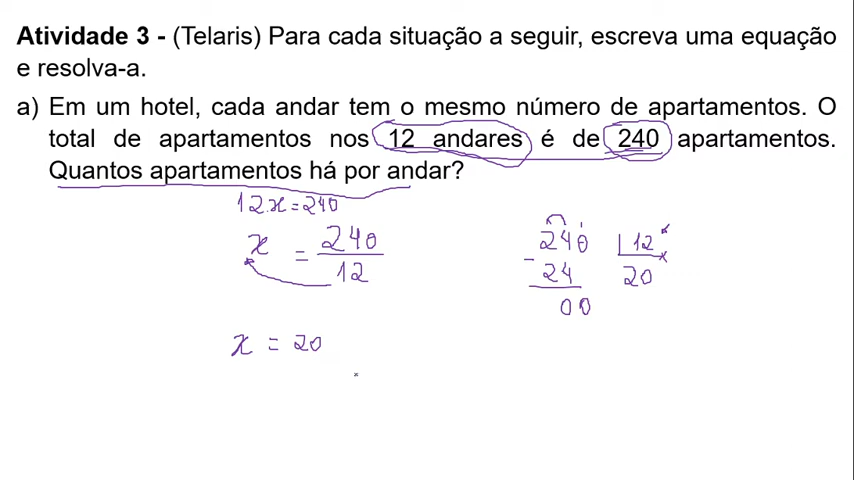 Atividade 3 - (Telaris) Para cada situação a seguir, escreva uma equação
e resolva-a.
a) Em um hotel, cada andar tem o mesmo número de apartamentos. O
total de apartamentos nos 12 andares é de 240 apartamentos.
Quantos apartamentos há por andar?
12.x=240
x = 240
12
240 12
- 24 20
00
x = 20